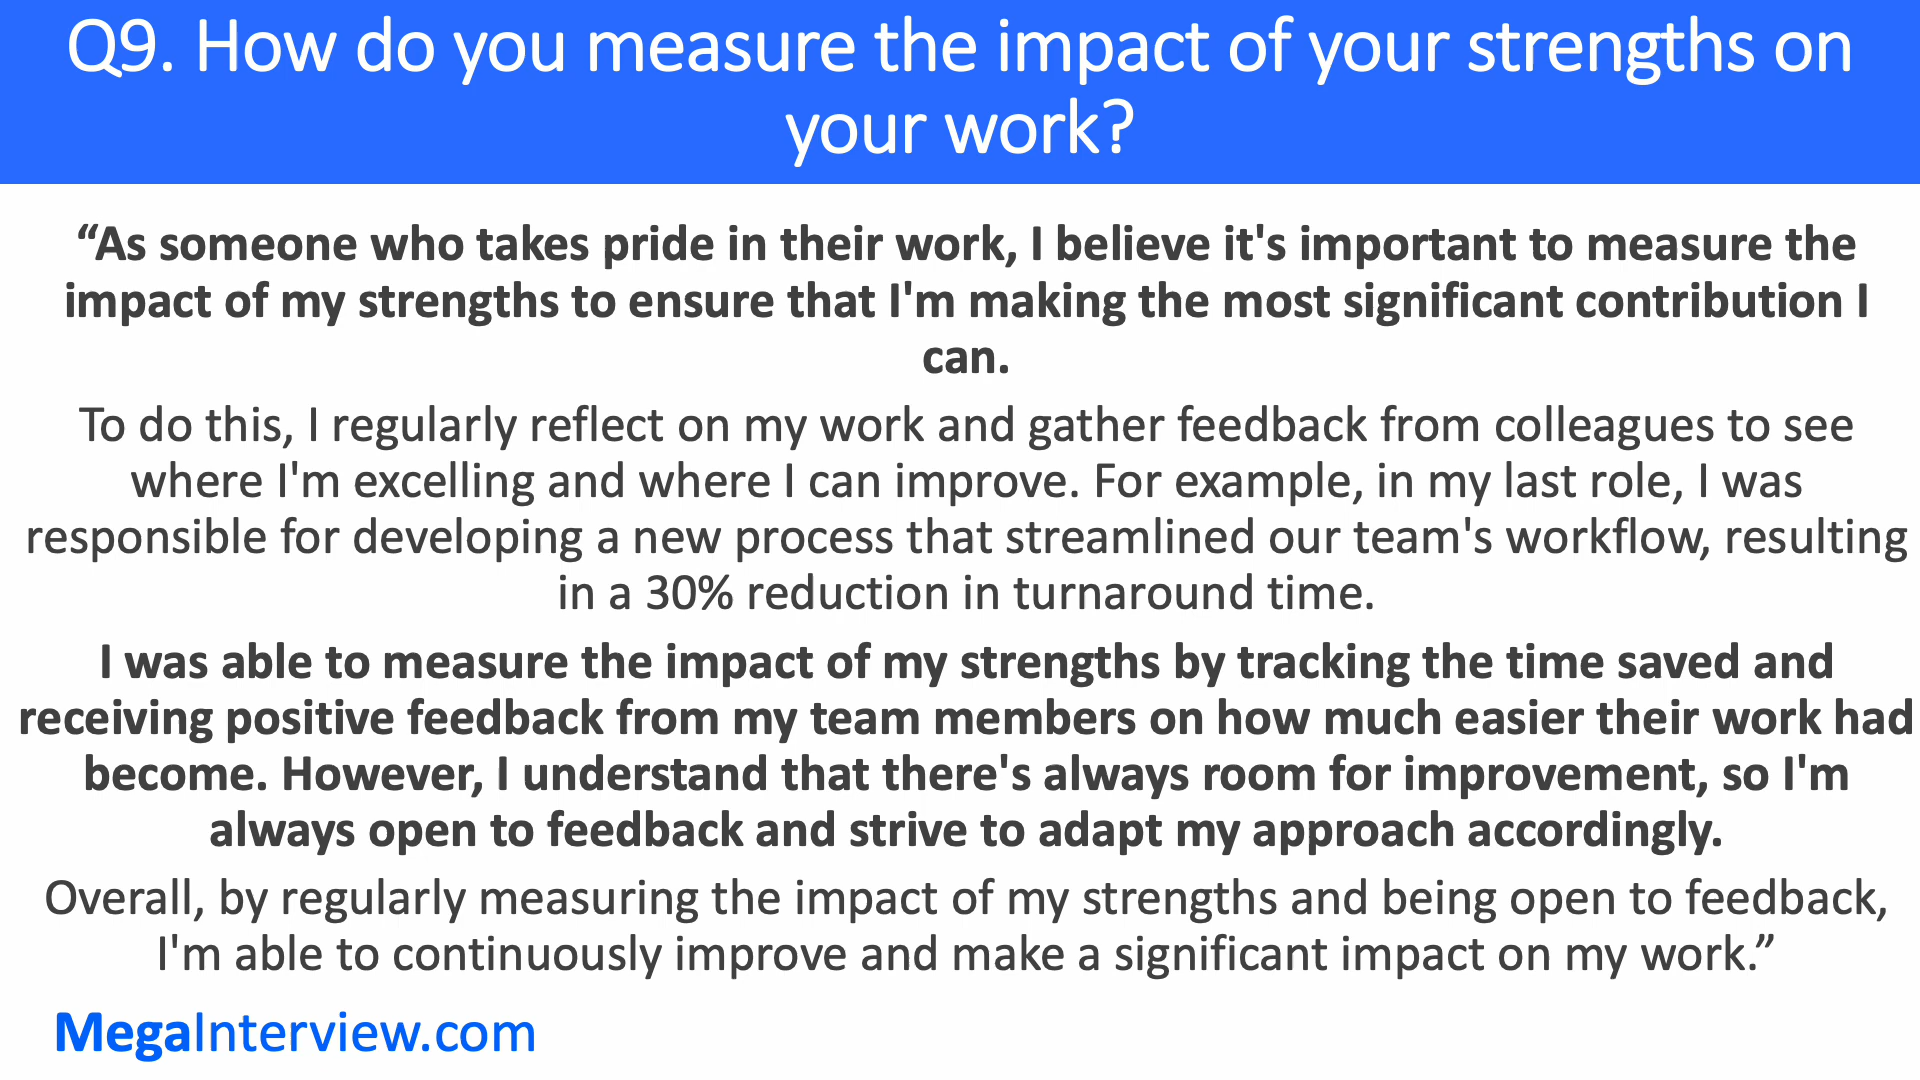 Q9. How do you measure the impact of your strengths on
your work?
“As someone who takes pride in their work, I believe it's important to measure the
impact of my strengths to ensure that I'm making the most significant contribution I
can.
To do this, I regularly reflect on my work and gather feedback from colleagues to see
where I'm excelling and where I can improve. For example, in my last role, I was
responsible for developing a new process that streamlined our team's workflow, resulting
in a 30% reduction in turnaround time.
I was able to measure the impact of my strengths by tracking the time saved and
receiving positive feedback from my team members on how much easier their work had
become. However, I understand that there's always room for improvement, so I'm
always open to feedback and strive to adapt my approach accordingly.
Overall, by regularly measuring the impact of my strengths and being open to feedback,
I'm able to continuously improve and make a significant impact on my work.”
MegaInterview.com